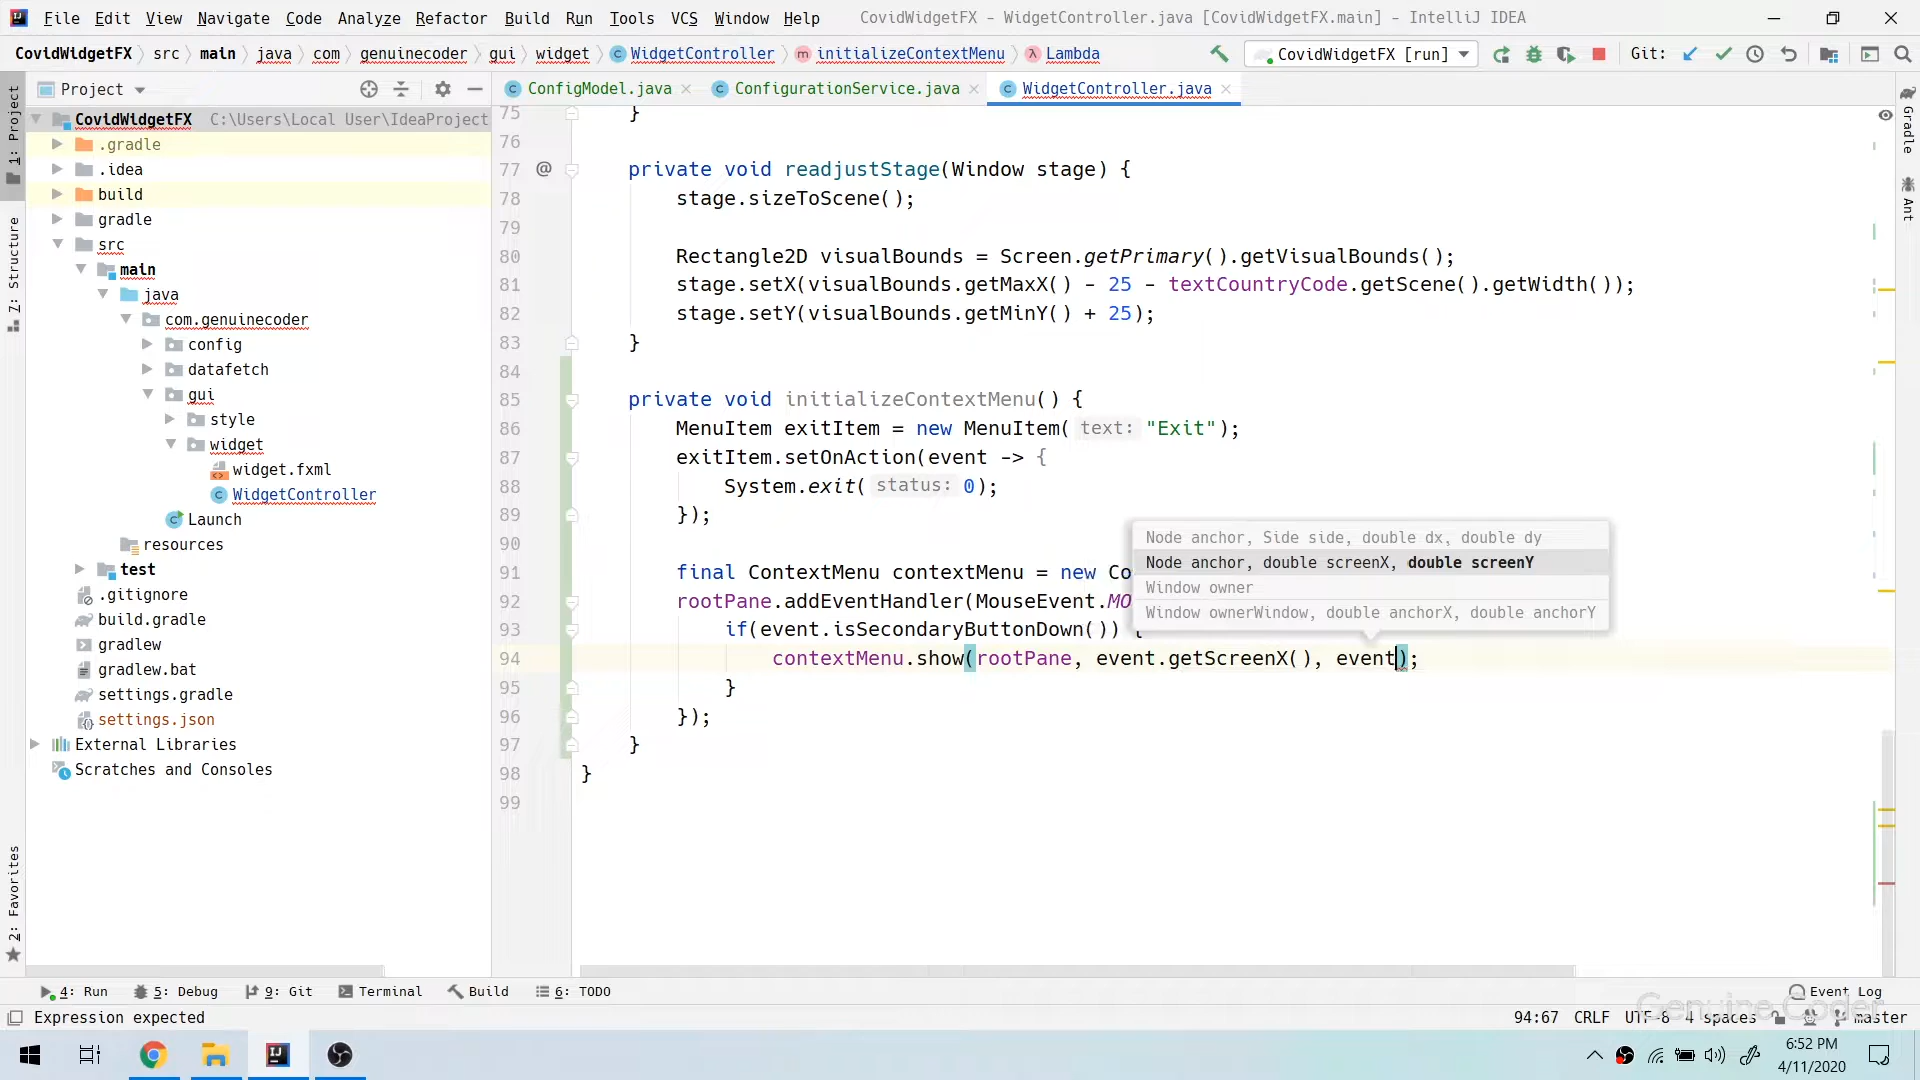 File Edit View Navigate Code Analyze Refactor Build Run Tools VCS Window Help CovidWidgetFX - WidgetController.java [CovidWidgetFX.main] - IntelliJ IDEA
CovidWidgetFX src main java com genuinecoder gui widget WidgetController initializeContextMenu Lambda CovidWidgetFX [run] Git:
Project
ConfigModel.java ConfigurationService.java WidgetController.java
CovidWidgetFX C:\Users\Local User\IdeaProject
.gradle
.idea
build
gradle
src
main
java
com.genuinecoder
config
datafetch
gui
style
widget
widget.fxml
WidgetController
Launch
resources
test
.gitignore
build.gradle
gradlew
gradlew.bat
settings.gradle
settings.json
External Libraries
Scratches and Consoles
1: Project
7: Structure
2: Favorites
75 }
76
77 @ private void readjustStage(Window stage) {
78 stage.sizeToScene();
79
80 Rectangle2D visualBounds = Screen.getPrimary().getVisualBounds();
81 stage.setX(visualBounds.getMaxX() - 25 - textCountryCode.getScene().getWidth());
82 stage.setY(visualBounds.getMinY() + 25);
83 }
84
85 private void initializeContextMenu() {
86 MenuItem exitItem = new MenuItem( text: "Exit");
87 exitItem.setOnAction(event -> {
88 System.exit( status: 0);
89 });
90
91 final ContextMenu contextMenu = new Co
92 rootPane.addEventHandler(MouseEvent.MO
93 if(event.isSecondaryButtonDown()) {
94 contextMenu.show(rootPane, event.getScreenX(), event);
95 }
96 });
97 }
98 }
99
Node anchor, Side side, double dx, double dy
Node anchor, double screenX, double screenY
Window owner
Window ownerWindow, double anchorX, double anchorY
Gradle
Ant
4: Run 5: Debug 9: Git Terminal Build 6: TODO Event Log
Genuine Coder
Expression expected 94:67 CRLF UTF-8 4 spaces master
6:52 PM
4/11/2020